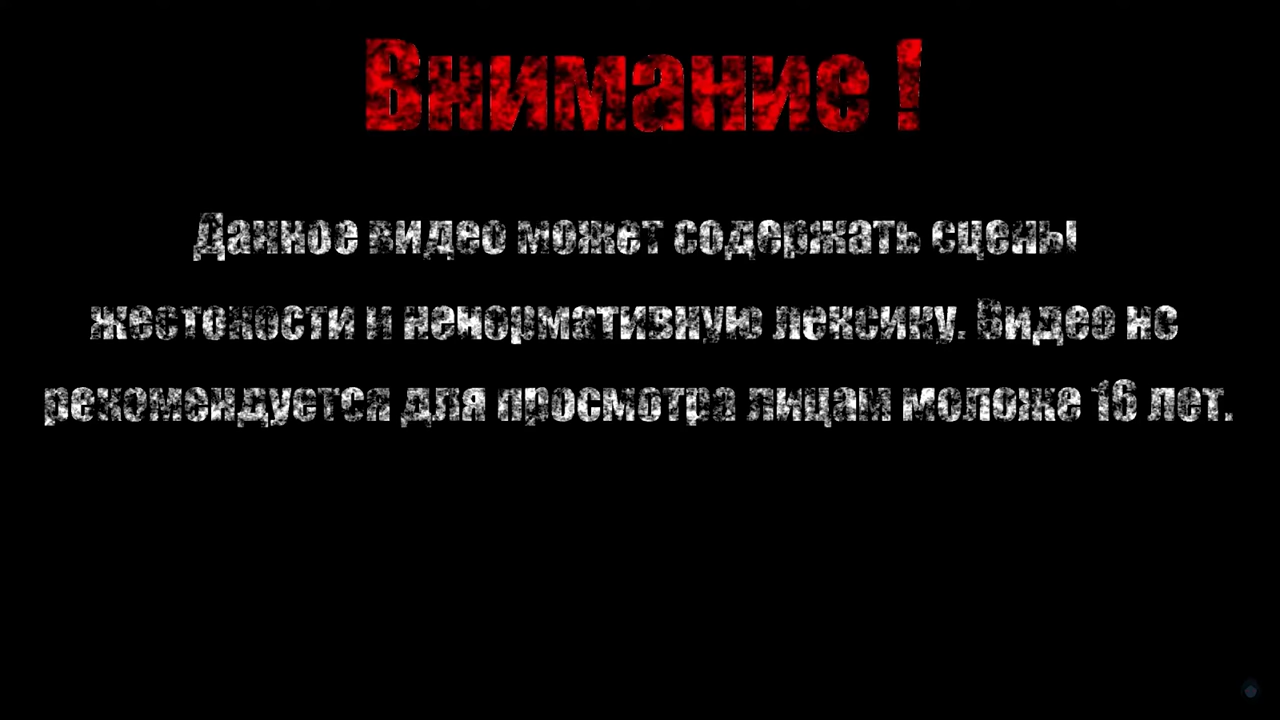 Внимание !
Данное видео может содержать сцены
жестокости и ненормативную лексику. Видео не
рекомендуется для просмотра лицам моложе 16 лет.